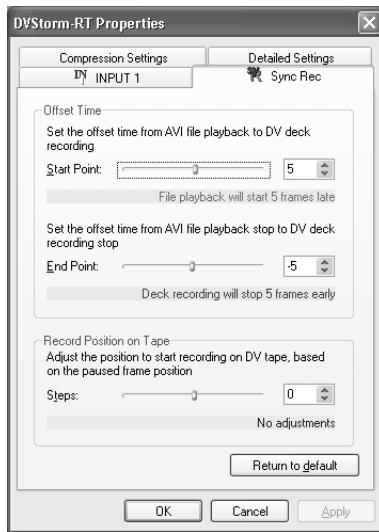 DVStorm-RT Properties
Compression Settings
Detailed Settings
INPUT 1
Sync Rec
Offset Time
Set the offset time from AVI file playback to DV deck
recording
Start Point:
5
File playback will start 5 frames late
Set the offset time from AVI file playback stop to DV deck
recording stop
End Point:
-5
Deck recording will stop 5 frames early
Record Position on Tape
Adjust the position to start recording on DV tape, based
on the paused frame position
Steps:
0
No adjustments
Return to default
OK
Cancel
Apply